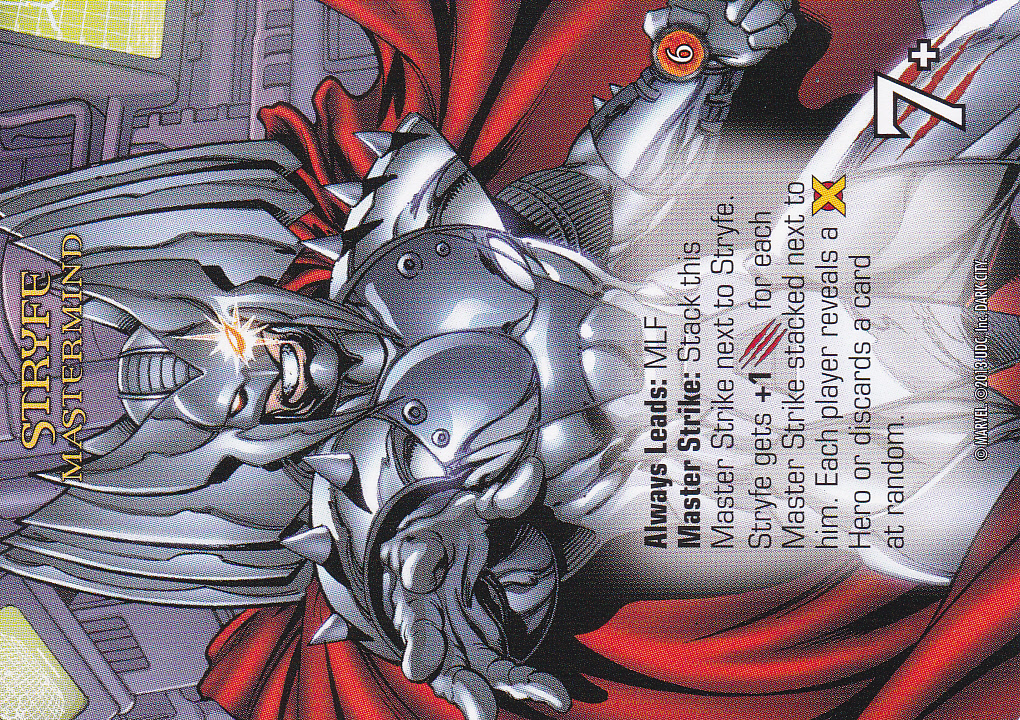 STRYFE
MASTERMIND
Always Leads: MLF
Master Strike: Stack this
Master Strike next to Stryfe.
Stryfe gets +1 for each
Master Strike stacked next to
him. Each player reveals a X
Hero or discards a card
at random.
6
7+
© MARVEL. ©2013 UDC, Inc. DARK CITY.